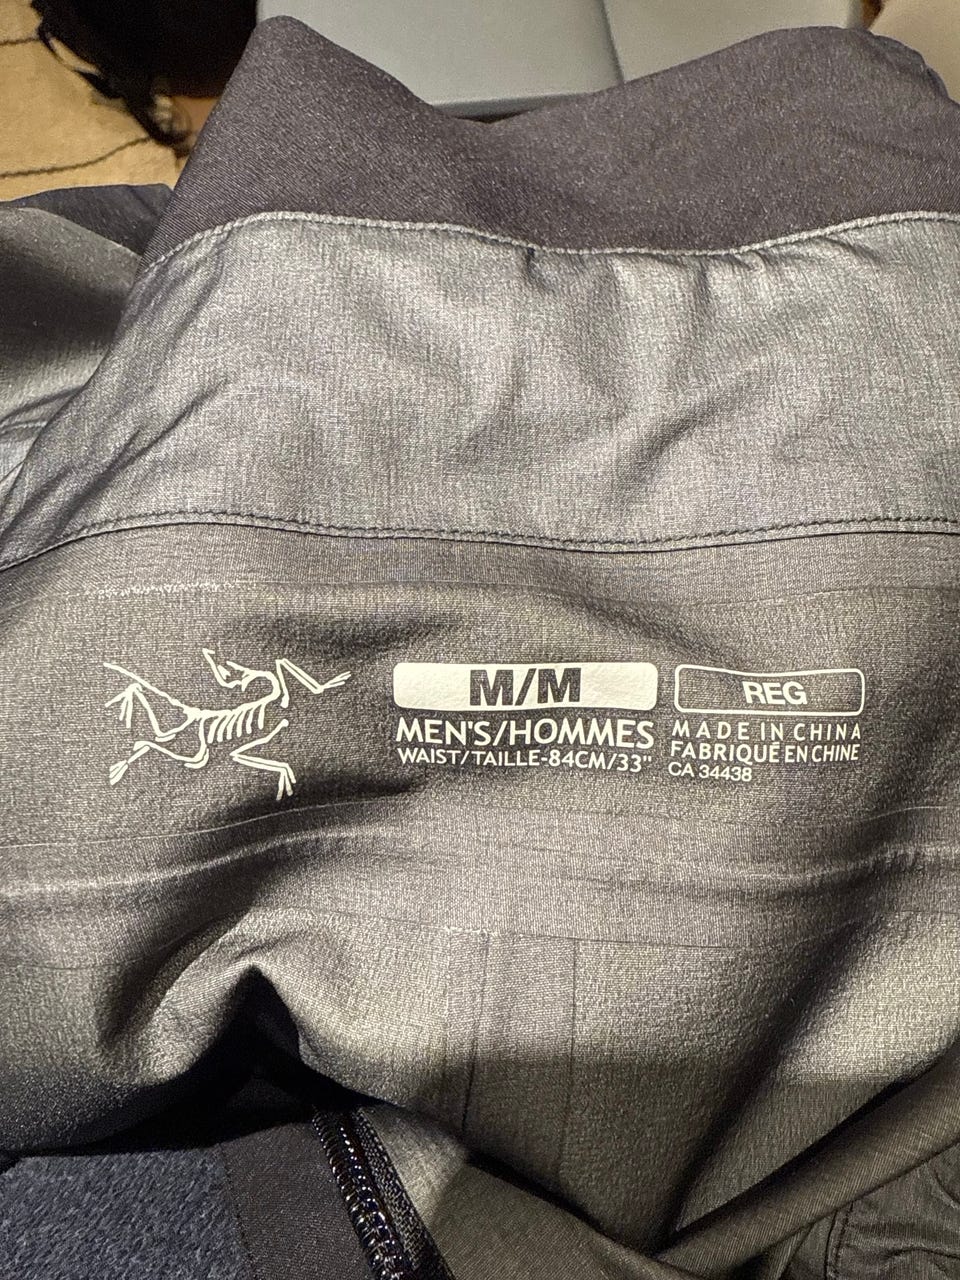 M/M
MEN'S/HOMMES
WAIST/TAILLE-84CM/33"
REG
MADE IN CHINA
FABRIQUÉ EN CHINE
CA 34438